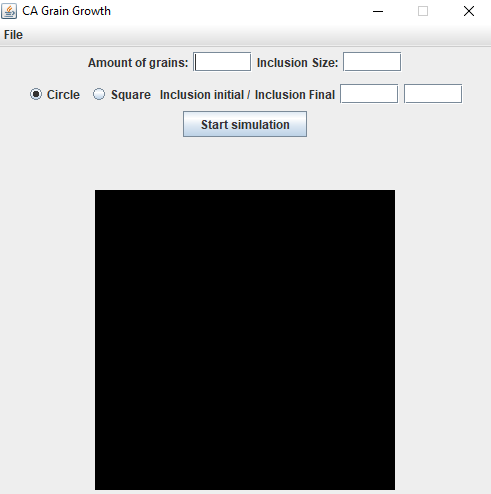 CA Grain Growth
File
Amount of grains: Inclusion Size:
Circle Square Inclusion initial / Inclusion Final
Start simulation